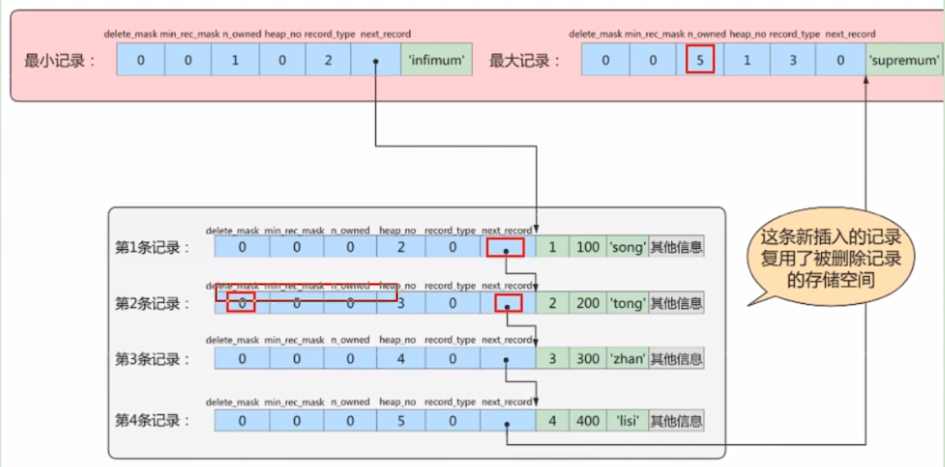 delete_mask min_rec_mask n_owned heap_no record_type next_record
最小记录： 0 0 1 0 2 'infimum'
delete_mask min_rec_mask n_owned heap_no record_type next_record
最大记录： 0 0 5 1 3 0 'supremum'
delete_mask min_rec_mask n_owned heap_no record_type next_record
第1条记录： 0 0 0 2 0 1 100 'song' 其他信息
delete_mask min_rec_mask n_owned heap_no record_type next_record
第2条记录： 0 0 0 3 0 2 200 'tong' 其他信息
delete_mask min_rec_mask n_owned heap_no record_type next_record
第3条记录： 0 0 0 4 0 3 300 'zhan' 其他信息
delete_mask min_rec_mask n_owned heap_no record_type next_record
第4条记录： 0 0 0 5 0 4 400 'lisi' 其他信息
这条新插入的记录
复用了被删除记录
的存储空间